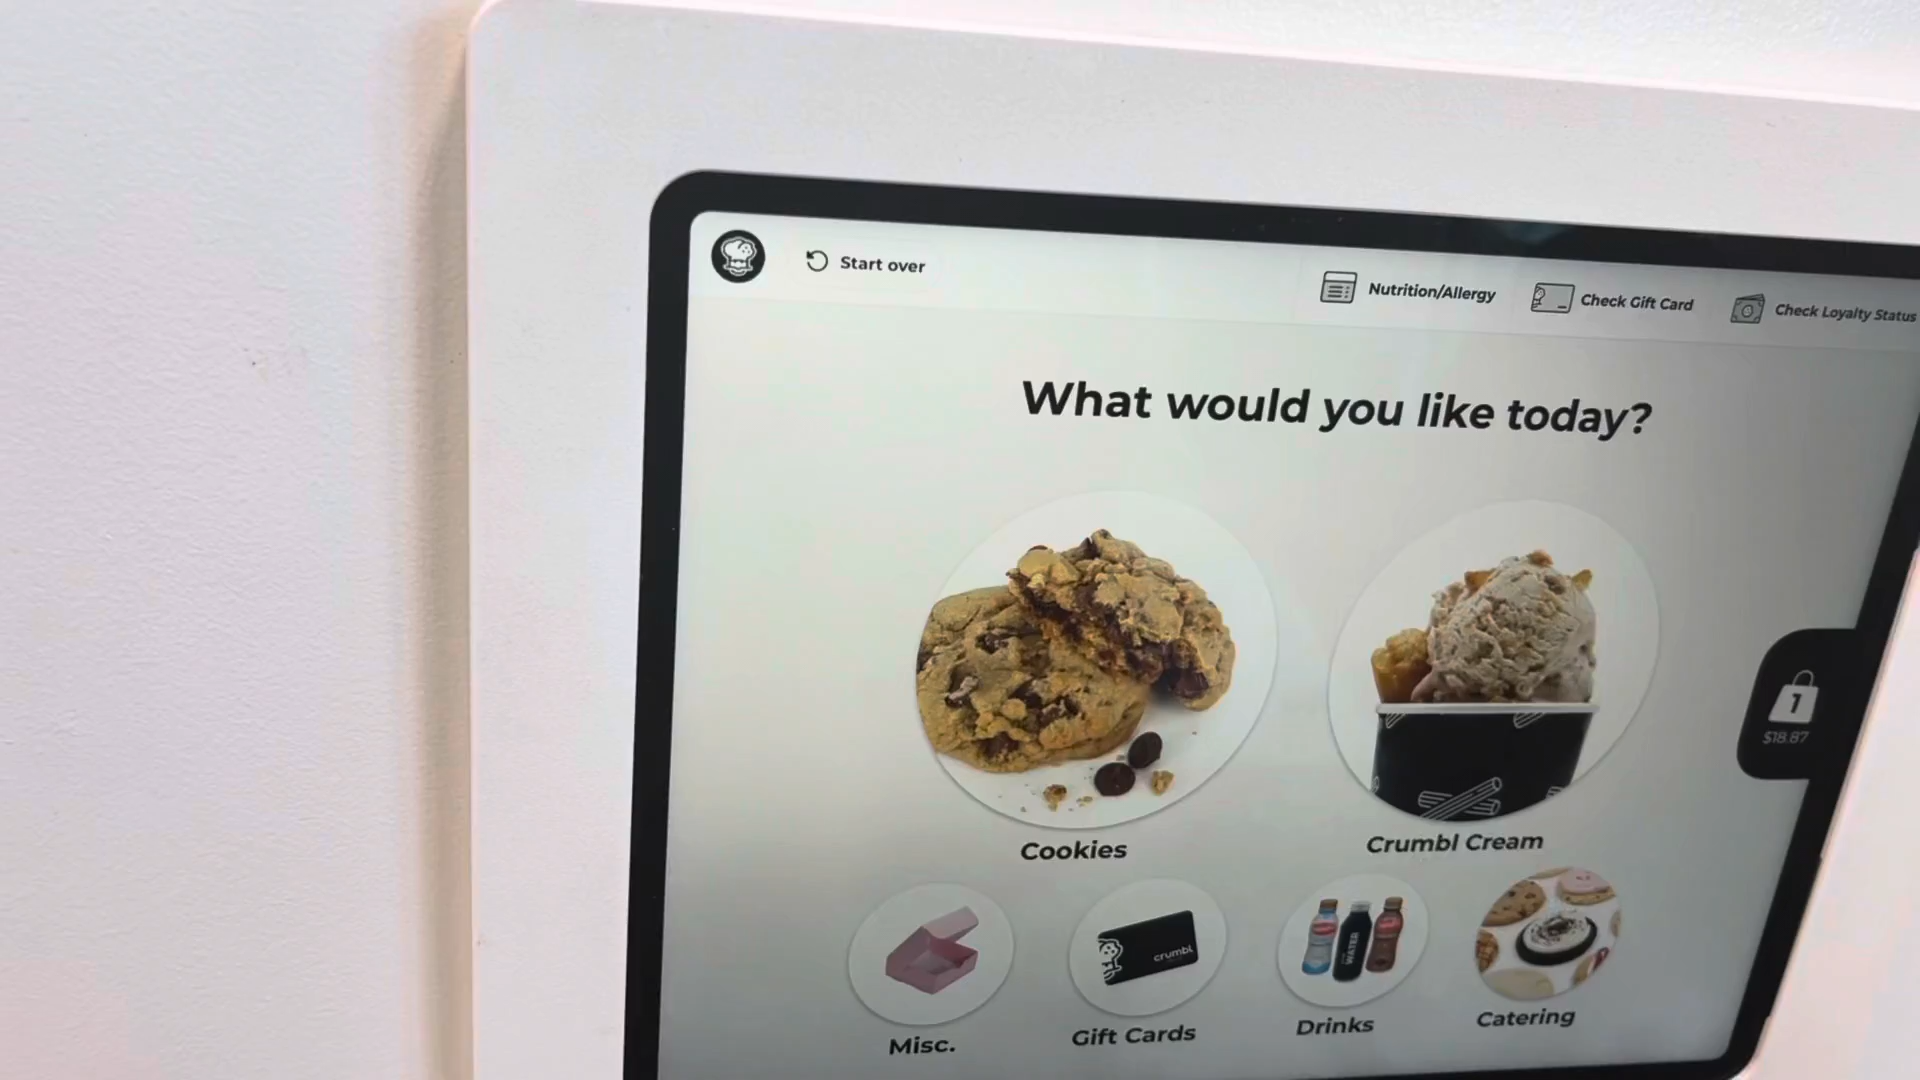 Start over
Nutrition/Allergy
Check Gift Card
Check Loyalty Status
What would you like today?
1
$18.87
Cookies
Crumbl Cream
crumbl
WATER
Misc.
Gift Cards
Drinks
Catering